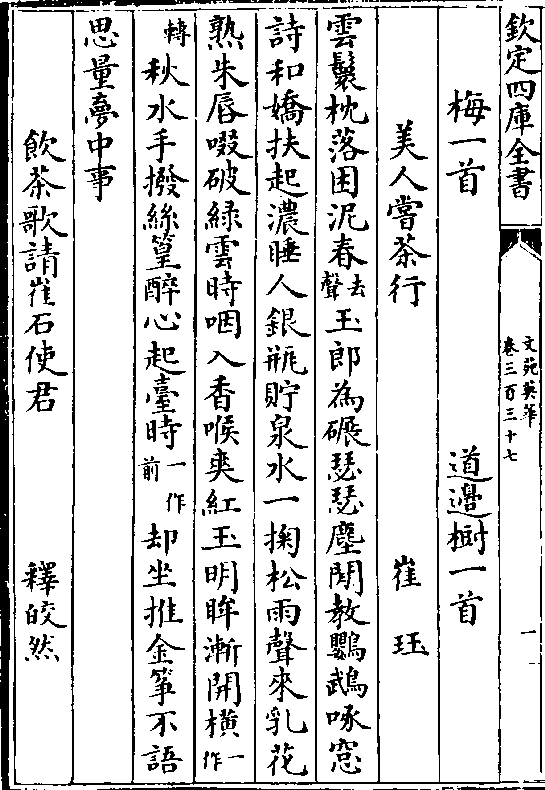 欽定四庫全書
文苑英華
卷三百三十七
一
梅一首　道邊樹一首
美人嘗茶行　崔珏
雲鬟枕落困泥春去聲玉郎為碾瑟瑟塵閒教鸚鵡啄窓
詩和嬌扶起濃睡人銀瓶貯泉水一掬松雨聲來乳花
熟朱唇啜破緑雲時咽入香喉爽紅玉明眸漸開橫一作
轉秋水手撥絲篁醉心起臺時一作前却坐推金箏不語
思量夢中事
飲茶歌請崔石使君　釋皎然